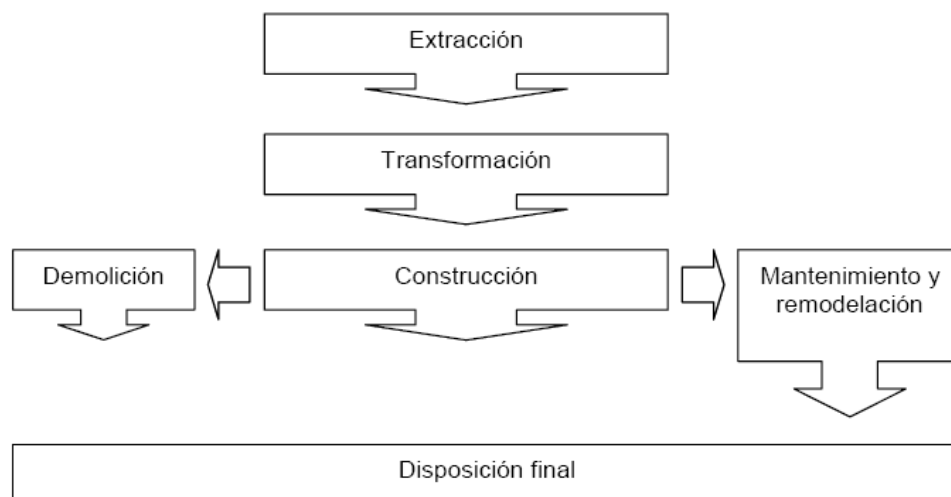 Extracción
Transformación
Demolición
Construcción
Mantenimiento y
remodelación
Disposición final